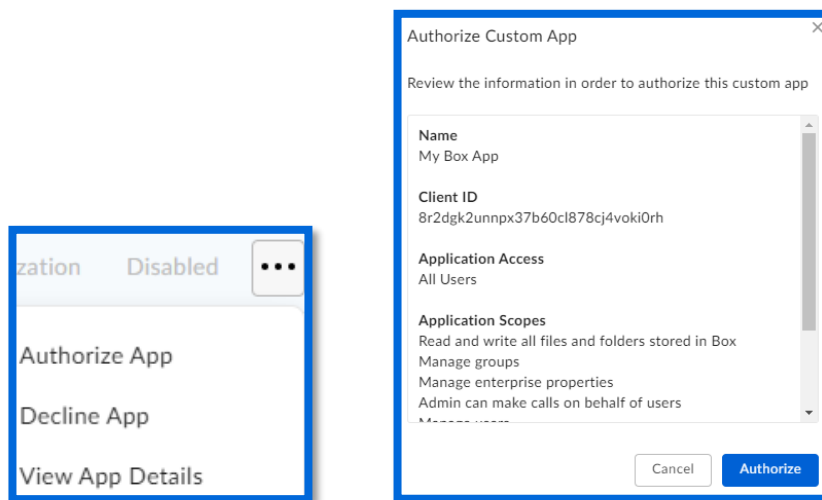 Authorize Custom App
Review the information in order to authorize this custom app
Name
My Box App
Client ID
8r2dgk2unnpx37b60cl878cj4voki0rh
Application Access
All Users
Application Scopes
Read and write all files and folders stored in Box
Manage groups
Manage enterprise properties
Admin can make calls on behalf of users
Manage users
Cancel Authorize
zation Disabled
Authorize App
Decline App
View App Details